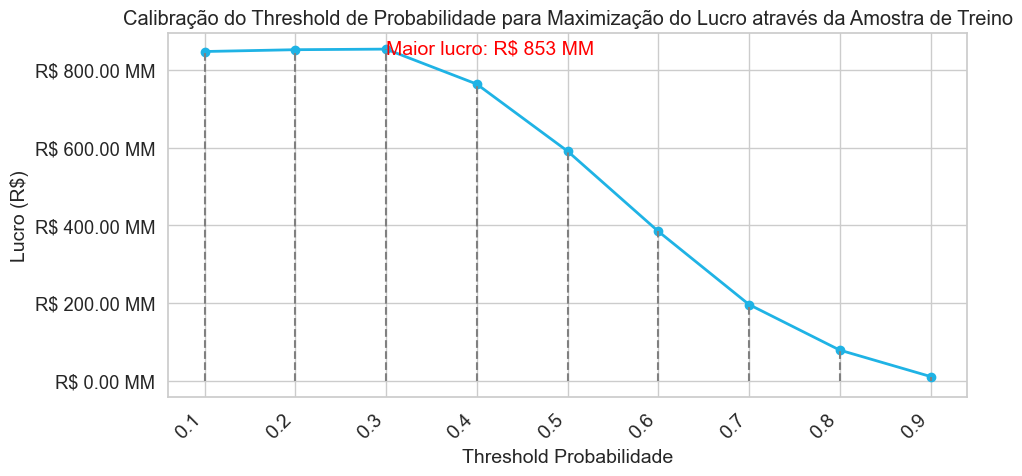 Calibração do Threshold de Probabilidade para Maximização do Lucro através da Amostra de Treino
Maior lucro: R$ 853 MM
R$ 800.00 MM
R$ 600.00 MM
R$ 400.00 MM
R$ 200.00 MM
R$ 0.00 MM
Lucro (R$)
0.1
0.2
0.3
0.4
0.5
0.6
0.7
0.8
0.9
Threshold Probabilidade